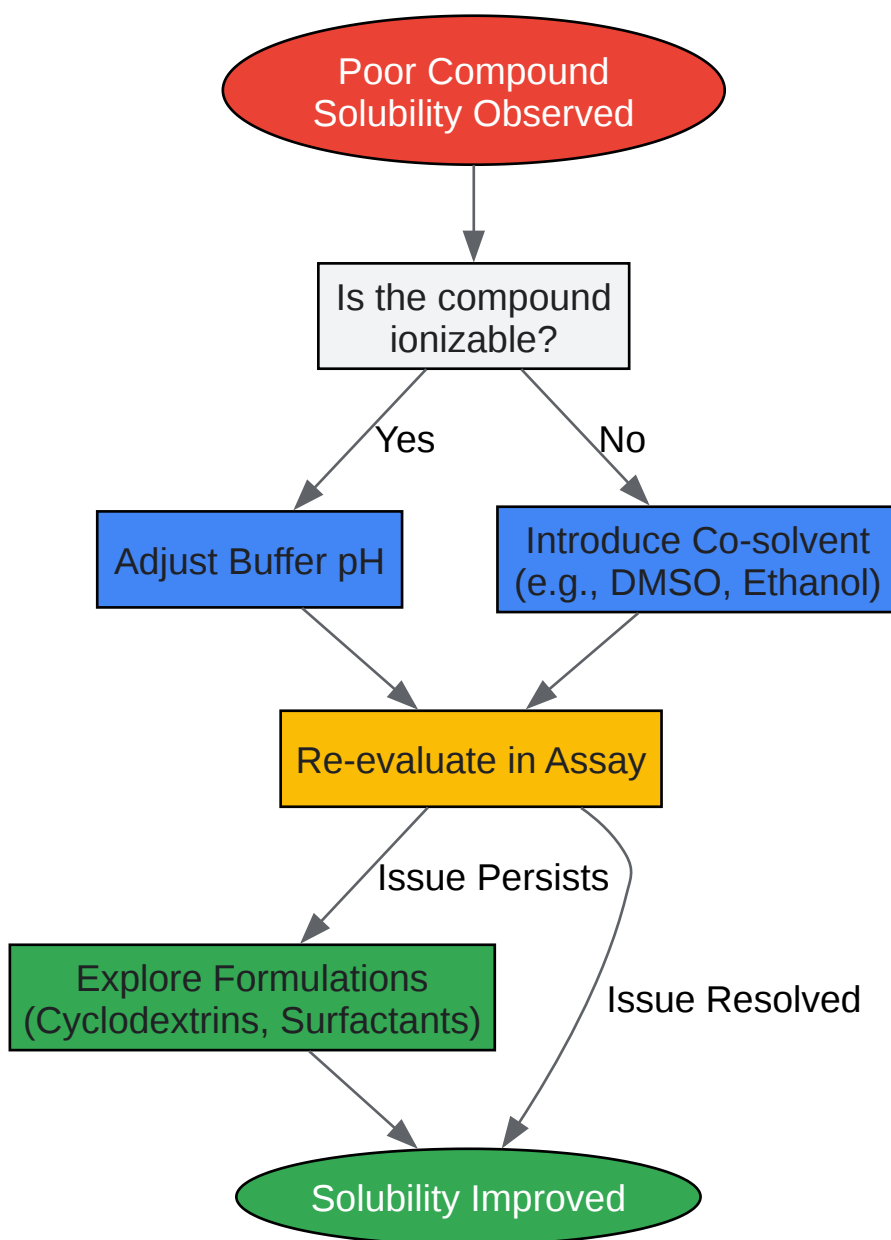 Poor Compound
Solubility Observed
Is the compound
ionizable?
Yes
No
Adjust Buffer pH
Introduce Co-solvent
(e.g., DMSO, Ethanol)
Re-evaluate in Assay
Issue Persists
Explore Formulations
(Cyclodextrins, Surfactants)
Issue Resolved
Solubility Improved